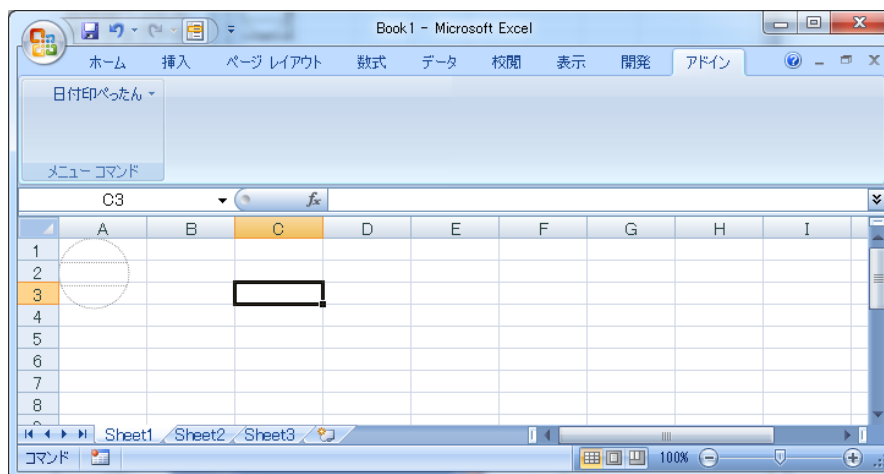 Book1 - Microsoft Excel
ホーム 挿入 ページ レイアウト 数式 データ 校閲 表示 開発 アドイン
日付印ぺったん
メニュー コマンド
C3 fx
A B C D E F G H I
1
2
3
4
5
6
7
8
Sheet1 Sheet2 Sheet3
コマンド 100%